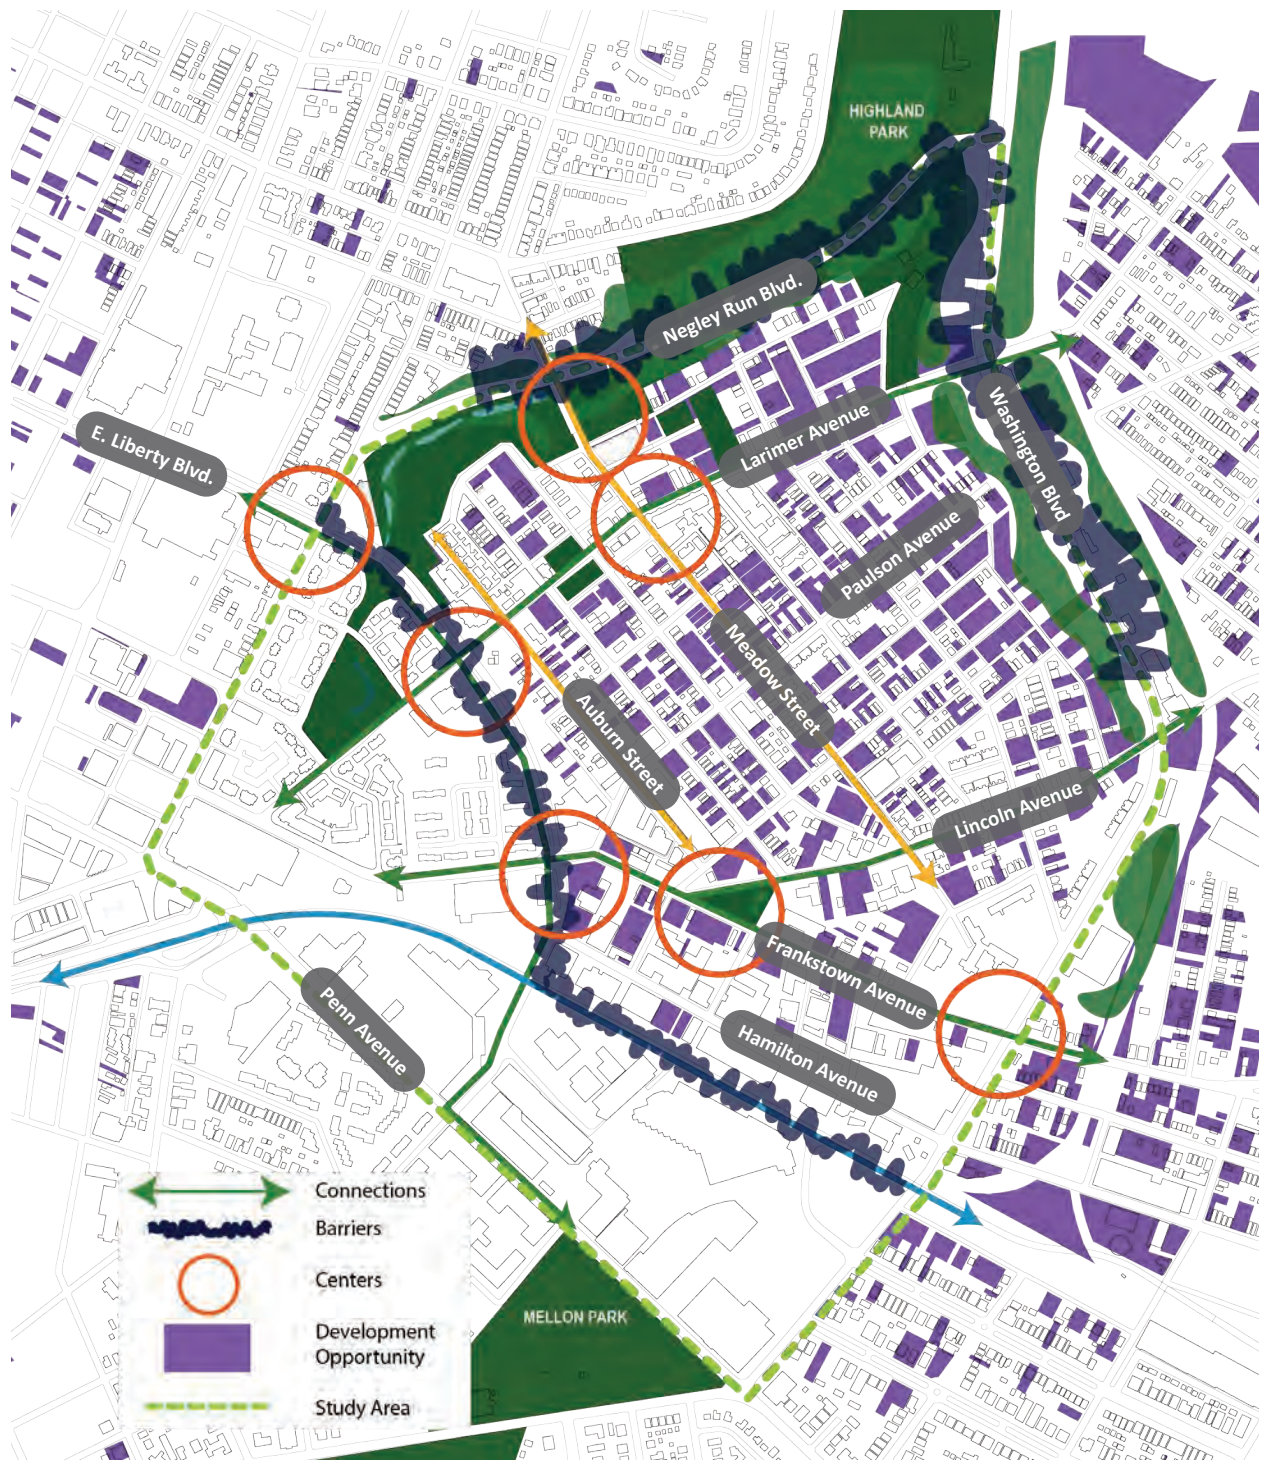 HIGHLAND
PARK
Negley Run Blvd.
E. Liberty Blvd.
Larimer Avenue
Washington Blvd
Paulson Avenue
Meadow Street
Auburn Street
Lincoln Avenue
Frankstown Avenue
Penn Avenue
Hamilton Avenue
Connections
Barriers
Centers
Development
Opportunity
Study Area
MELLON PARK